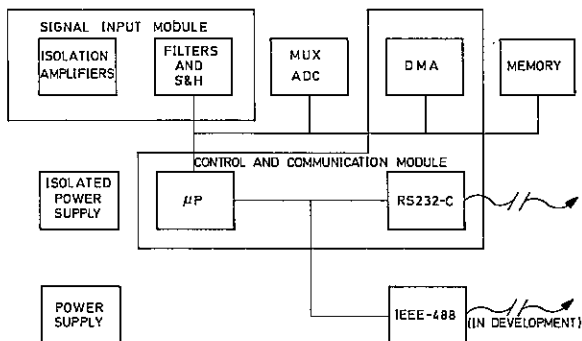 SIGNAL INPUT MODULE
ISOLATION
AMPLIFIERS
FILTERS
AND
S&H
MUX
ADC
DMA
MEMORY
CONTROL AND COMMUNICATION MODULE
ISOLATED
POWER
SUPPLY
μP
RS232-C
POWER
SUPPLY
IEEE-488
(IN DEVELOPMENT)